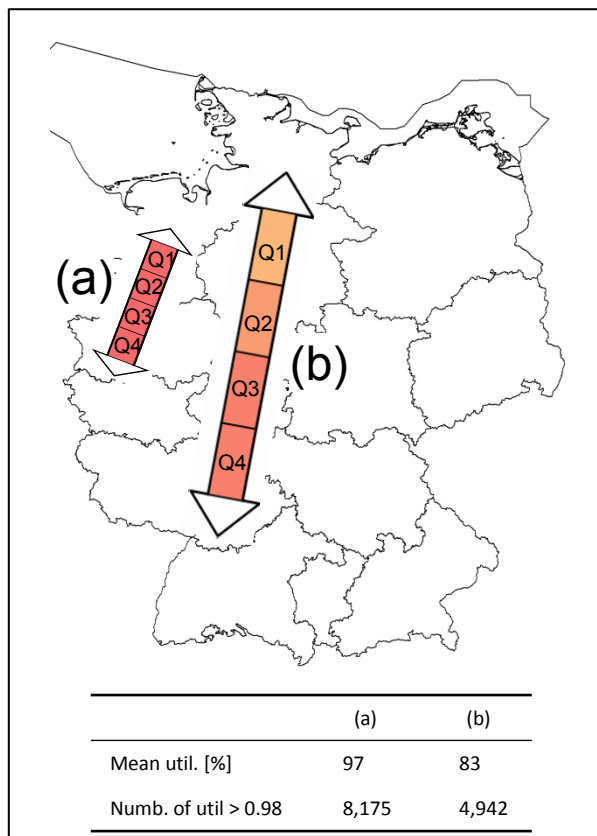 (a)
Q1
Q2
Q3
Q4
(b)
Q1
Q2
Q3
Q4
(a) (b)
Mean util. [%] 97 83
Numb. of util > 0.98 8,175 4,942